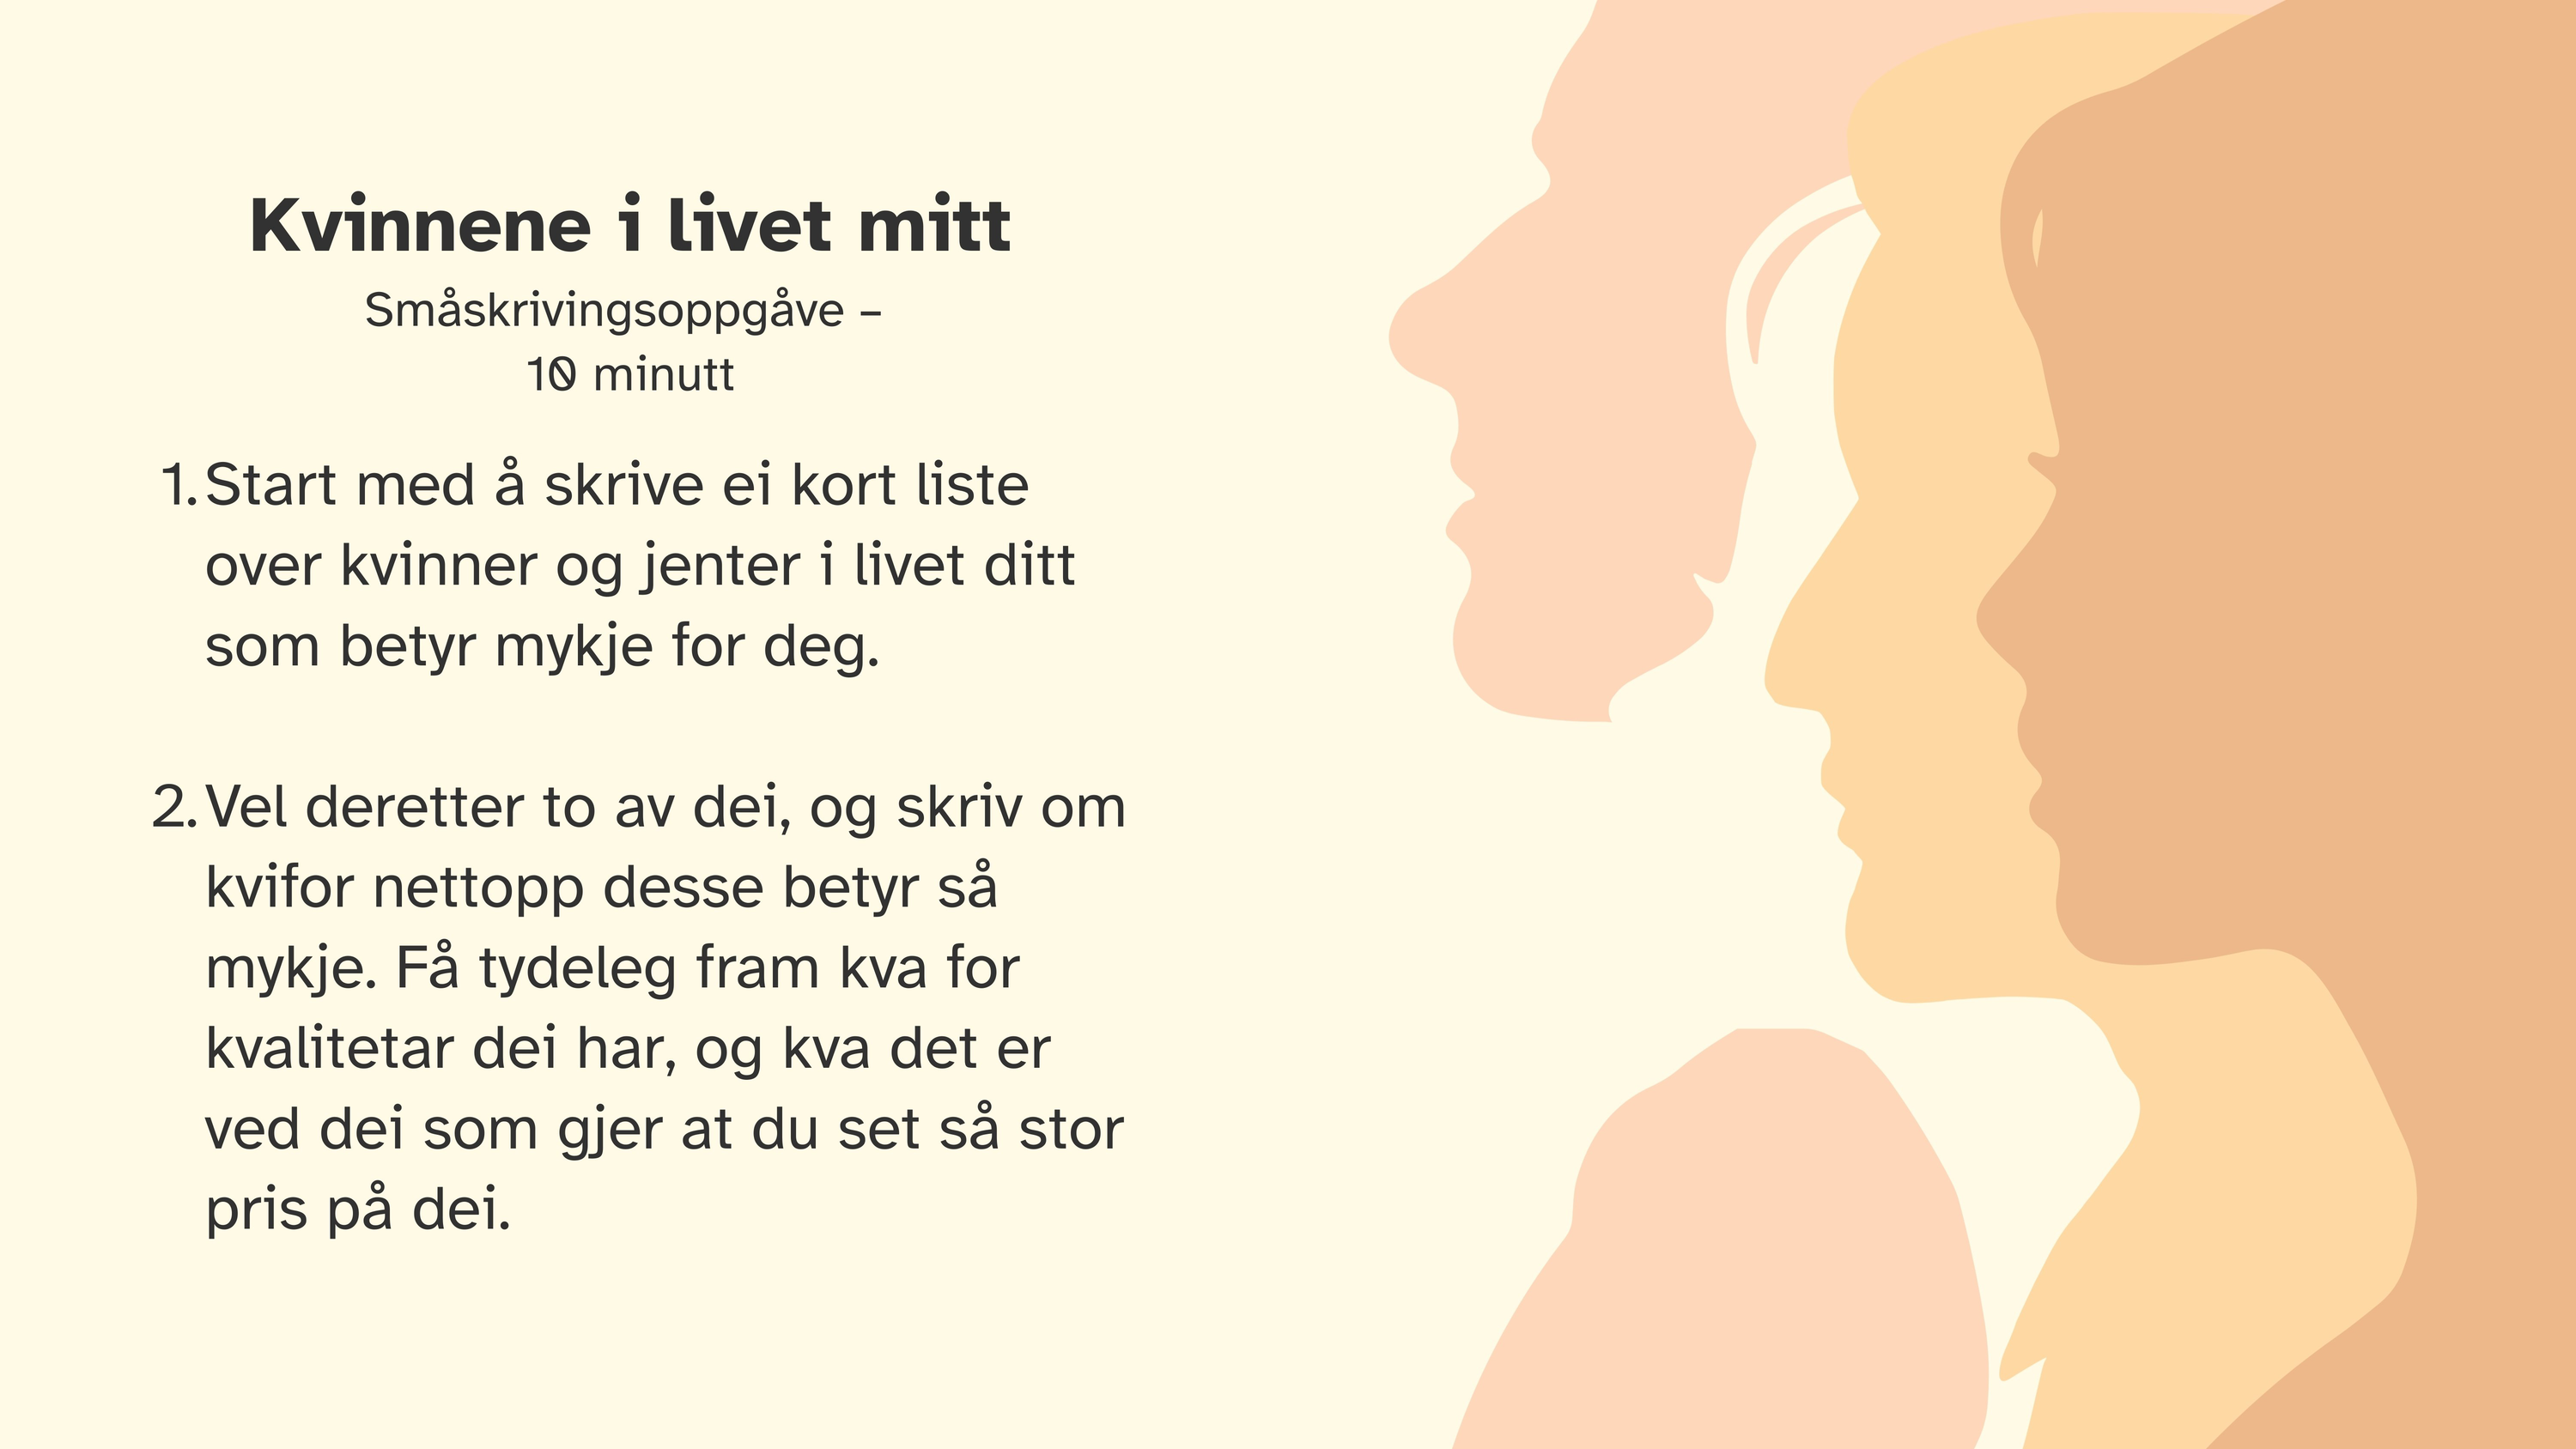 Kvinnene i livet mitt
Småskrivingsoppgåve –
10 minutt
1. Start med å skrive ei kort liste
over kvinner og jenter i livet ditt
som betyr mykje for deg.
2. Vel deretter to av dei, og skriv om
kvifor nettopp desse betyr så
mykje. Få tydeleg fram kva for
kvalitetar dei har, og kva det er
ved dei som gjer at du set så stor
pris på dei.